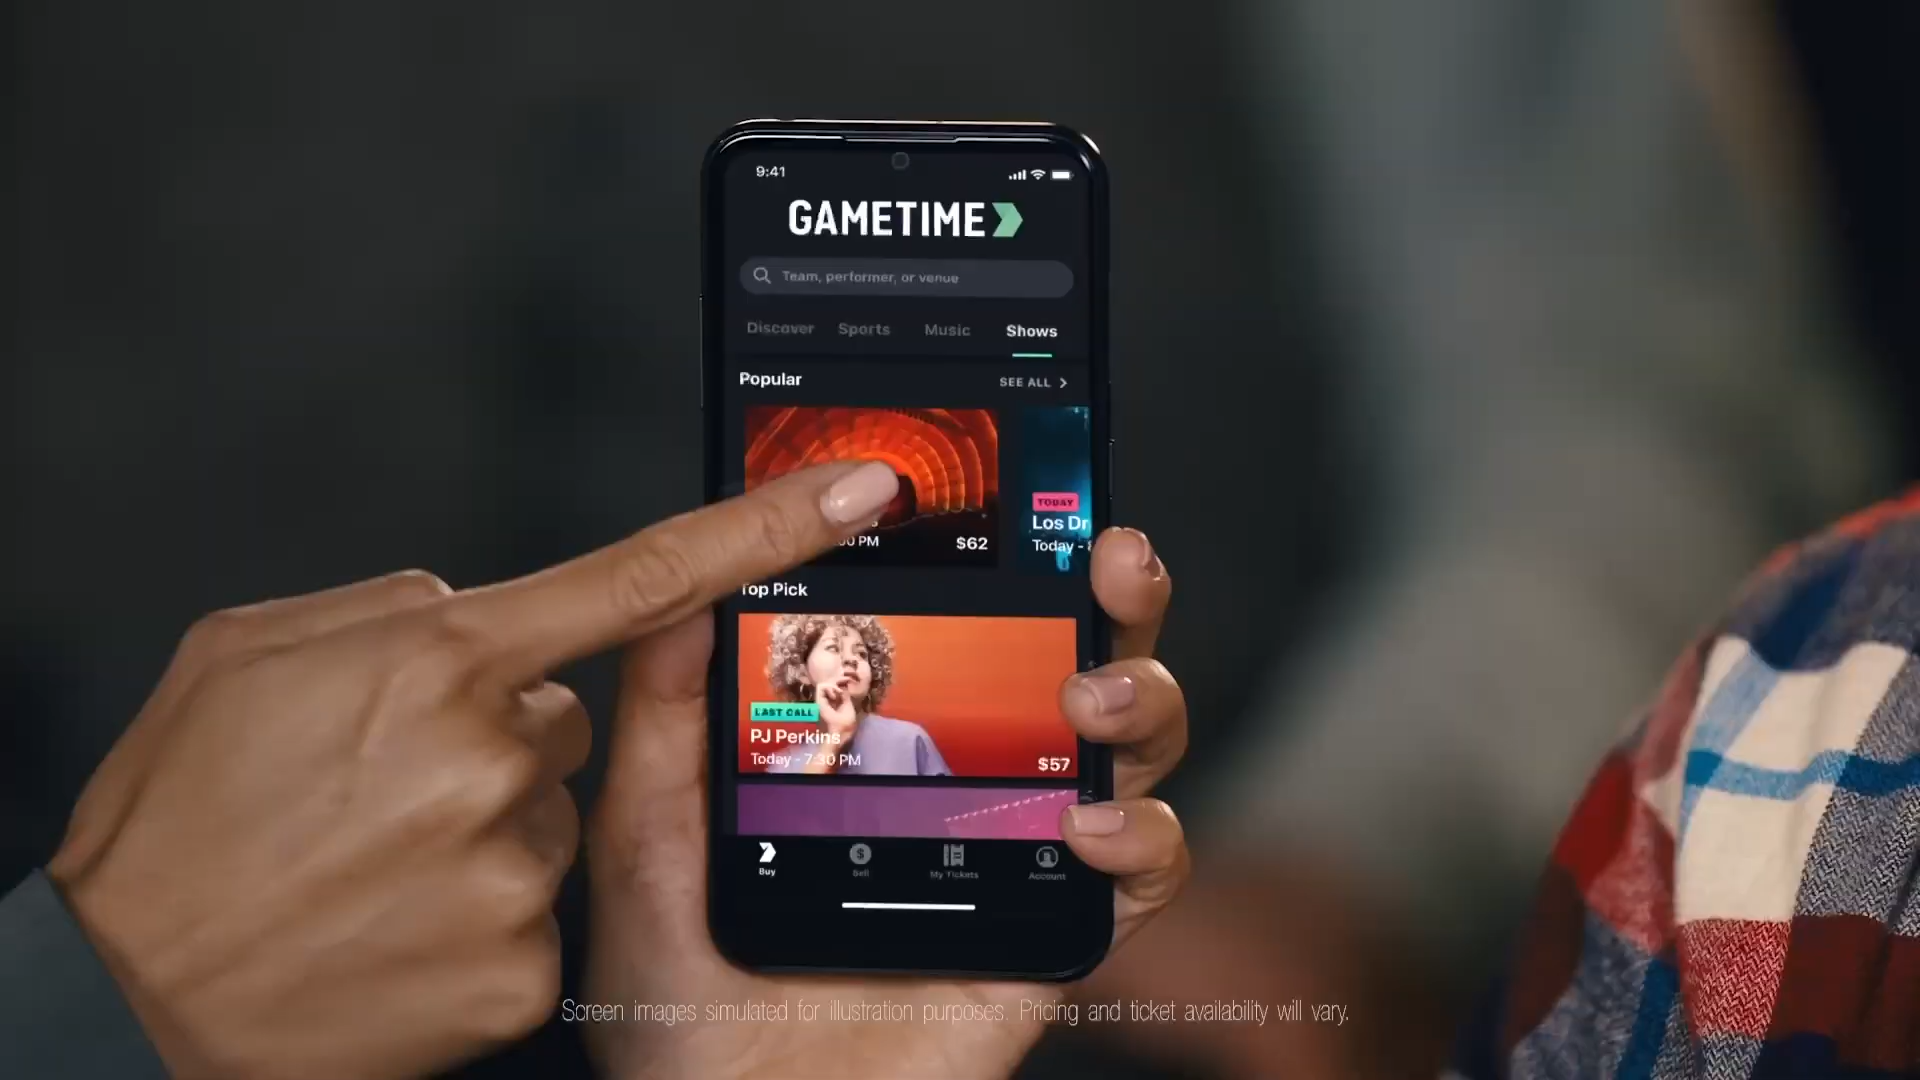 9:41
GAMETIME
Team, performer, or venue
Discover Sports Music Shows
Popular SEE ALL
TODAY
Los Dr
:00 PM $62
Today -
Top Pick
LAST CALL
PJ Perkins
Today - 7:30 PM $57
Buy Sell My Tickets Account
Screen images simulated for illustration purposes. Pricing and ticket availability will vary.